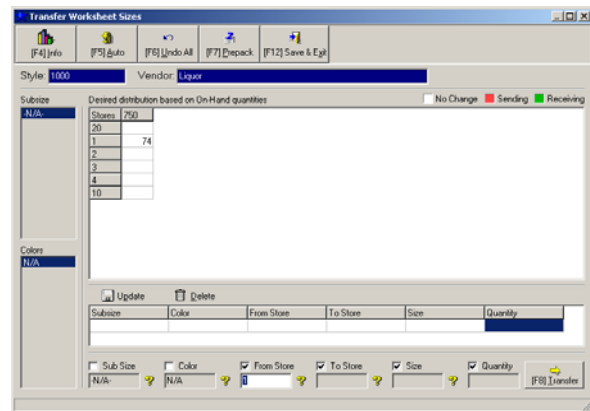 Transfer Worksheet Sizes
[F4] Info [F5] Auto [F6] Undo All [F7] Prepack [F12] Save & Exit
Style: 1000 Vendor: Liquor
Subsize Desired distribution based on On-Hand quantities No Change Sending Receiving
-N/A- Stores 750
20
1 74
2
3
4
10
Colors
N/A
Update Delete
Subsize Color From Store To Store Size Quantity
Sub Size Color From Store To Store Size Quantity
-N/A- N/A 1 [F8] Transfer